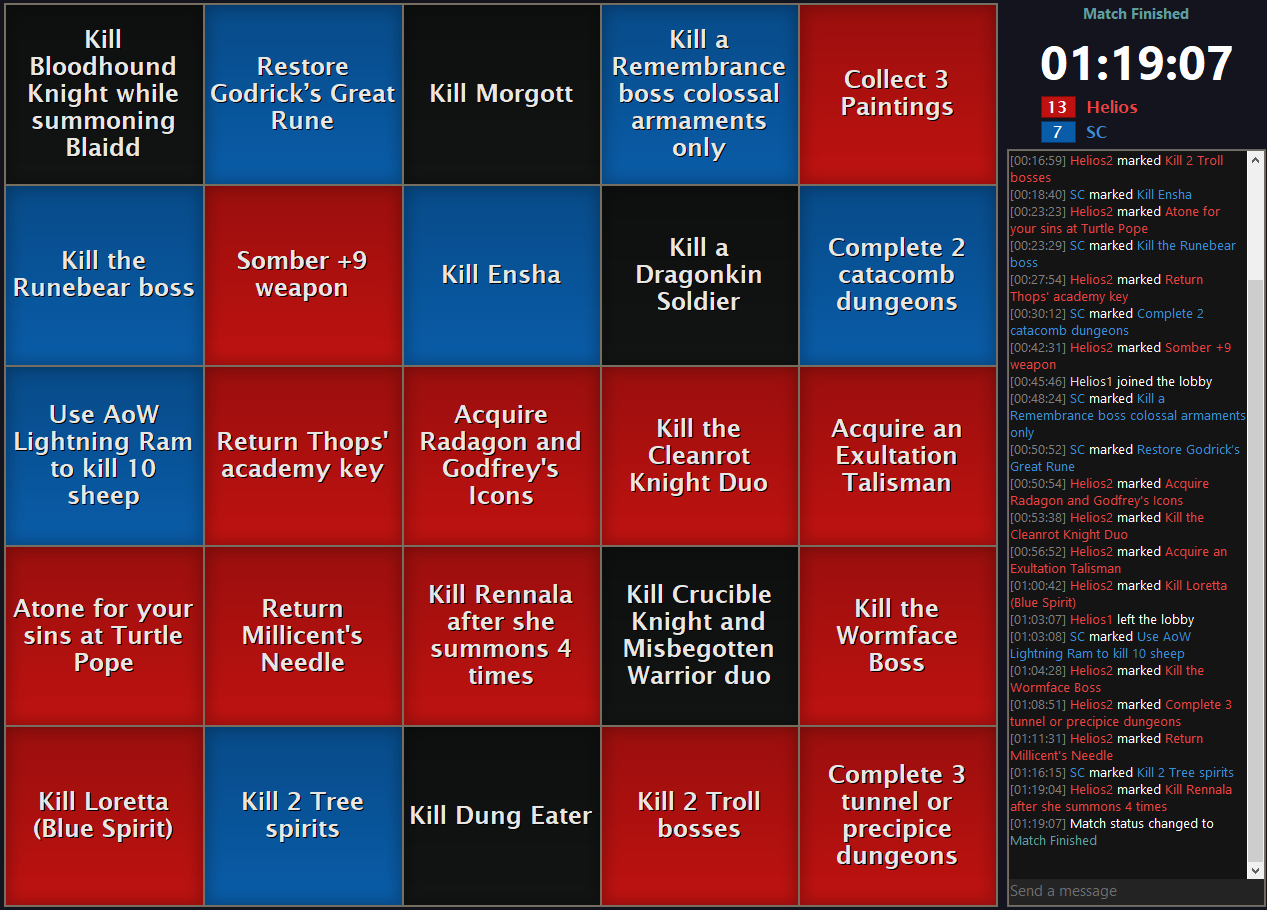 Kill
Bloodhound
Knight while
summoning
Blaidd
Restore
Godrick’s Great
Rune
Kill Morgott
Kill a
Remembrance
boss colossal
armaments
only
Collect 3
Paintings
Kill the
Runebear boss
Somber +9
weapon
Kill Ensha
Kill a
Dragonkin
Soldier
Complete 2
catacomb
dungeons
Use AoW
Lightning Ram
to kill 10
sheep
Return Thops'
academy key
Acquire
Radagon and
Godfrey's
Icons
Kill the
Cleanrot
Knight Duo
Acquire an
Exultation
Talisman
Atone for your
sins at Turtle
Pope
Return
Millicent's
Needle
Kill Rennala
after she
summons 4
times
Kill Crucible
Knight and
Misbegotten
Warrior duo
Kill the
Wormface
Boss
Kill Loretta
(Blue Spirit)
Kill 2 Tree
spirits
Kill Dung Eater
Kill 2 Troll
bosses
Complete 3
tunnel or
precipice
dungeons
Match Finished
01:19:07
13 Helios
7 SC
[00:16:59] Helios2 marked Kill 2 Troll
bosses
[00:18:40] SC marked Kill Ensha
[00:23:23] Helios2 marked Atone for
your sins at Turtle Pope
[00:23:29] SC marked Kill the Runebear
boss
[00:27:54] Helios2 marked Return
Thops' academy key
[00:30:12] SC marked Complete 2
catacomb dungeons
[00:42:31] Helios2 marked Somber +9
weapon
[00:45:46] Helios1 joined the lobby
[00:48:24] SC marked Kill a
Remembrance boss colossal armaments
only
[00:50:52] SC marked Restore Godrick's
Great Rune
[00:50:54] Helios2 marked Acquire
Radagon and Godfrey's Icons
[00:53:38] Helios2 marked Kill the
Cleanrot Knight Duo
[00:56:52] Helios2 marked Acquire an
Exultation Talisman
[01:00:42] Helios2 marked Kill Loretta
(Blue Spirit)
[01:03:07] Helios1 left the lobby
[01:03:08] SC marked Use AoW
Lightning Ram to kill 10 sheep
[01:04:28] Helios2 marked Kill the
Wormface Boss
[01:08:51] Helios2 marked Complete 3
tunnel or precipice dungeons
[01:11:31] Helios2 marked Return
Millicent's Needle
[01:16:15] SC marked Kill 2 Tree spirits
[01:19:04] Helios2 marked Kill Rennala
after she summons 4 times
[01:19:07] Match status changed to
Match Finished
Send a message